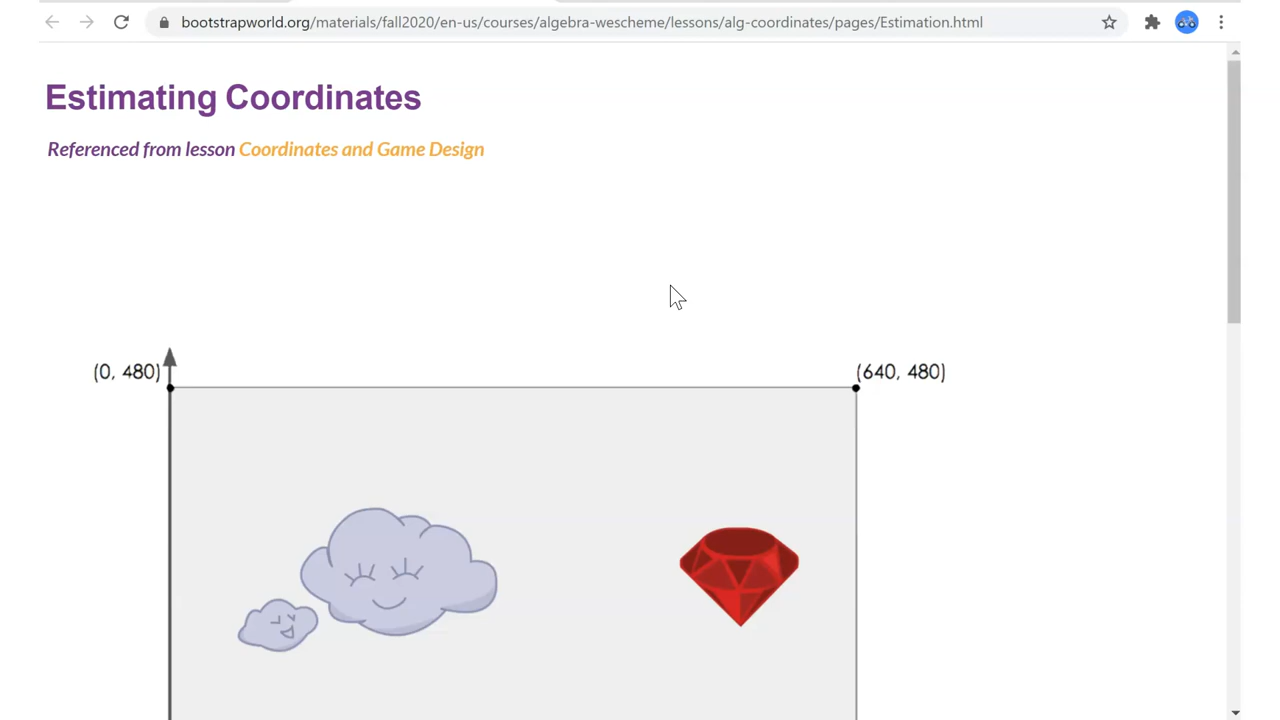 bootstrapworld.org/materials/fall2020/en-us/courses/algebra-wescheme/lessons/alg-coordinates/pages/Estimation.html
Estimating Coordinates
Referenced from lesson Coordinates and Game Design
(0, 480)
(640, 480)